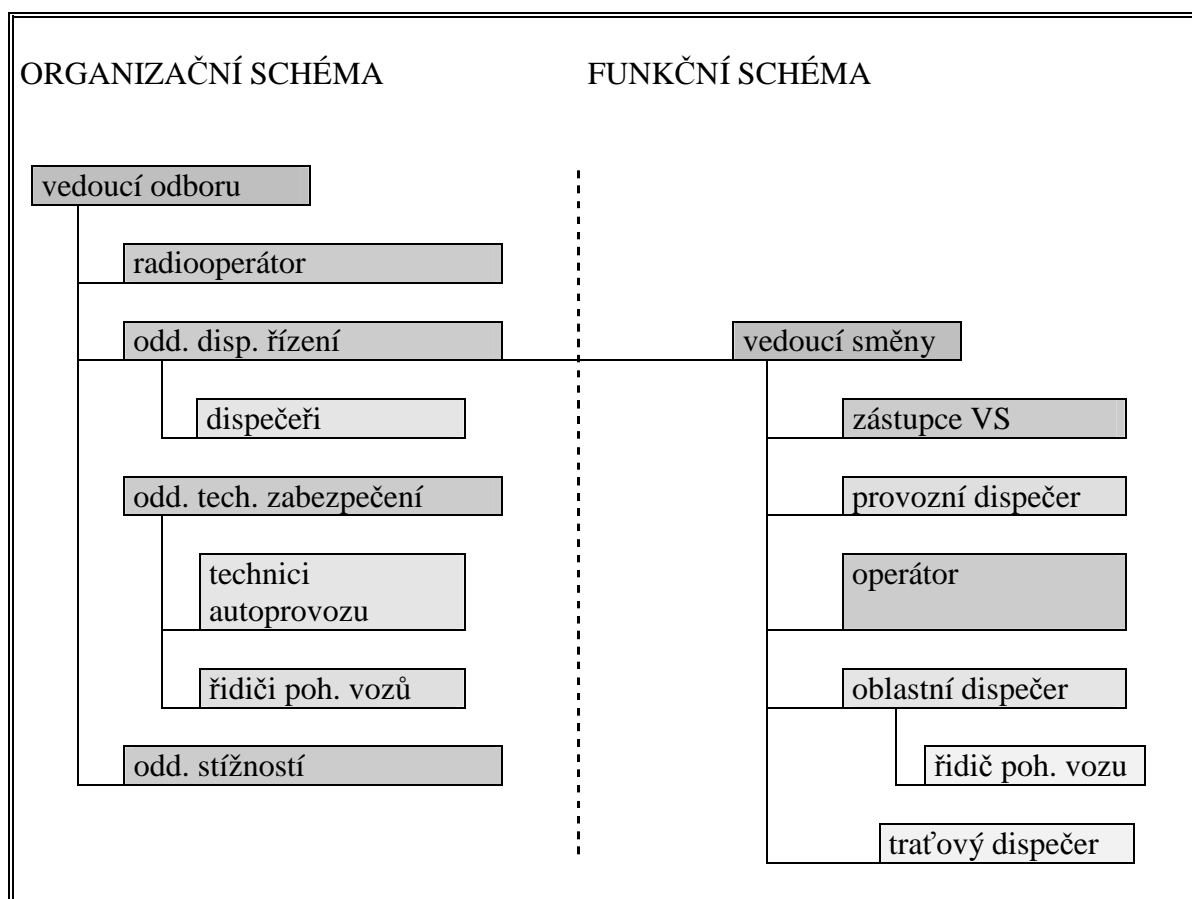 ORGANIZAČNÍ SCHÉMA
FUNKČNÍ SCHÉMA
vedoucí odboru
radiooperátor
odd. disp. řízení
vedoucí směny
dispečeři
zástupce VS
odd. tech. zabezpečení
provozní dispečer
technici
autoprovozu
operátor
řidiči poh. vozů
oblastní dispečer
odd. stížností
řidič poh. vozu
traťový dispečer